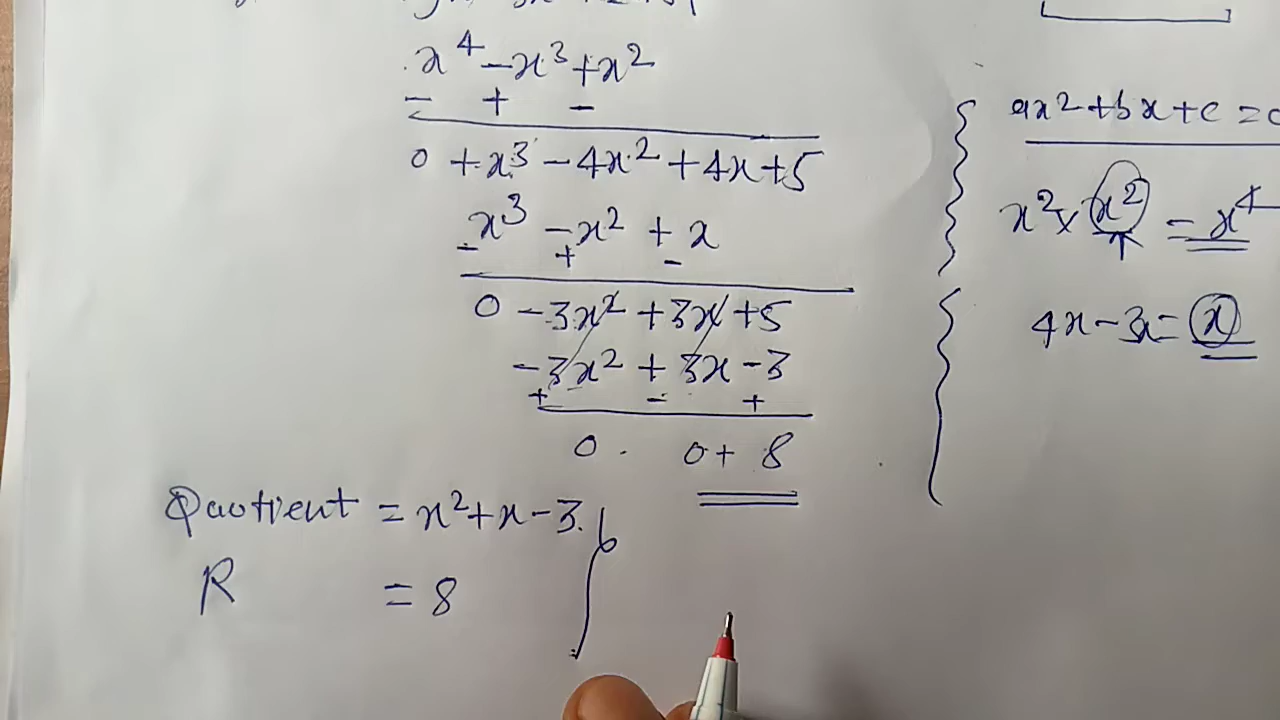 x⁴ - x³ + x²
- + -
0 + x³ - 4x² + 4x + 5
x³ - x² + x
- + -
0 - 3x² + 3x + 5
- 3x² + 3x - 3
+ - +
0 . 0 + 8
Quotient = x² + x - 3.
R = 8
ax² + bx + c =
x² × x² = x⁴
4x - 3x = x